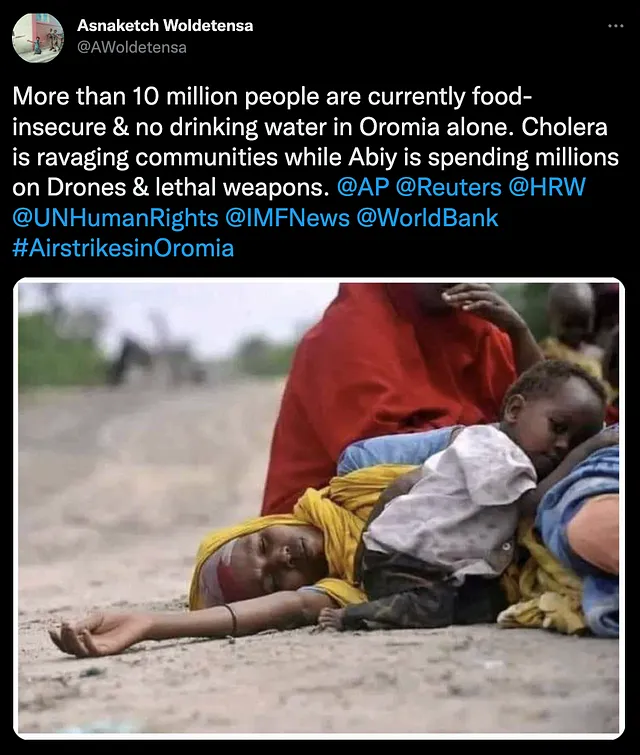 Asnaketch Woldetensa
@AWoldetensa
More than 10 million people are currently food-
insecure & no drinking water in Oromia alone. Cholera
is ravaging communities while Abiy is spending millions
on Drones & lethal weapons. @AP @Reuters @HRW
@UNHumanRights @IMFNews @WorldBank
#AirstrikesinOromia